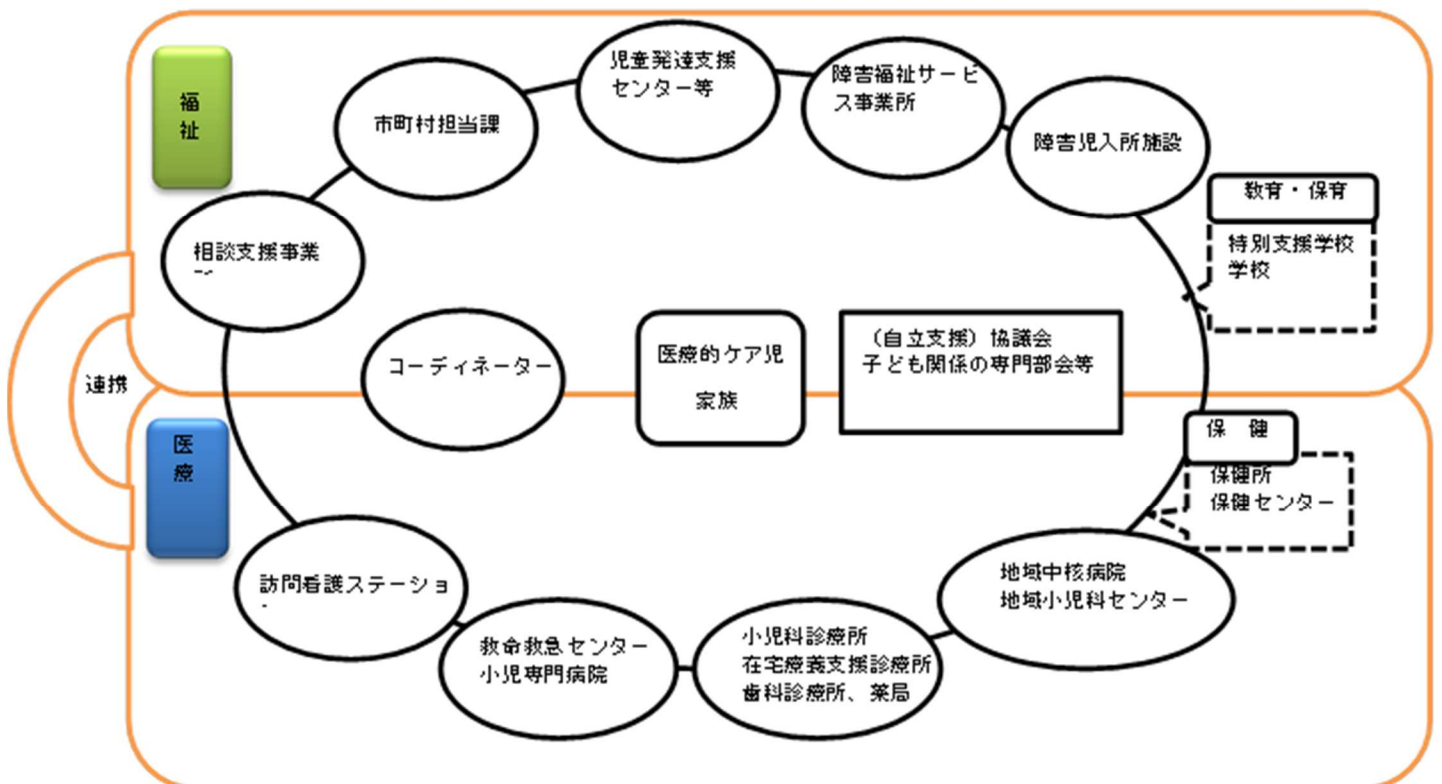 福
祉
児童発達支援
センター等
障害福祉サービ
ス事業所
市町村担当課
障害児入所施設
教育・保育
特別支援学校
学校
相談支援事業
コーディネーター
医療的ケア児
家族
(自立支援)協議会
子ども関係の専門部会等
連携
医
療
保 健
保健所
保健センター
訪問看護ステーショ
地域中核病院
地域小児科センター
救命救急センター
小児専門病院
小児科診療所
在宅療養支援診療所
歯科診療所、薬局